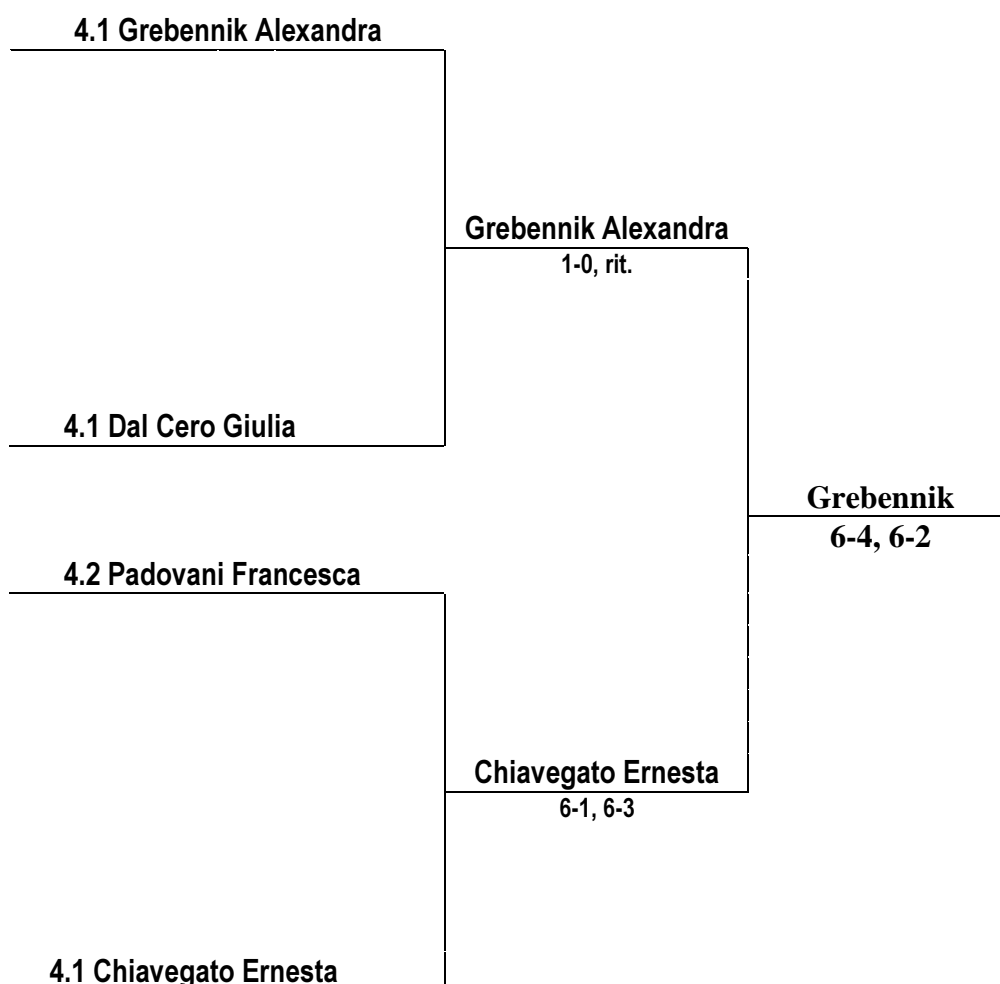 4.1 Grebennik Alexandra
Grebennik Alexandra
1-0, rit.
4.1 Dal Cero Giulia
Grebennik
6-4, 6-2
4.2 Padovani Francesca
Chiavegato Ernesta
6-1, 6-3
4.1 Chiavegato Ernesta